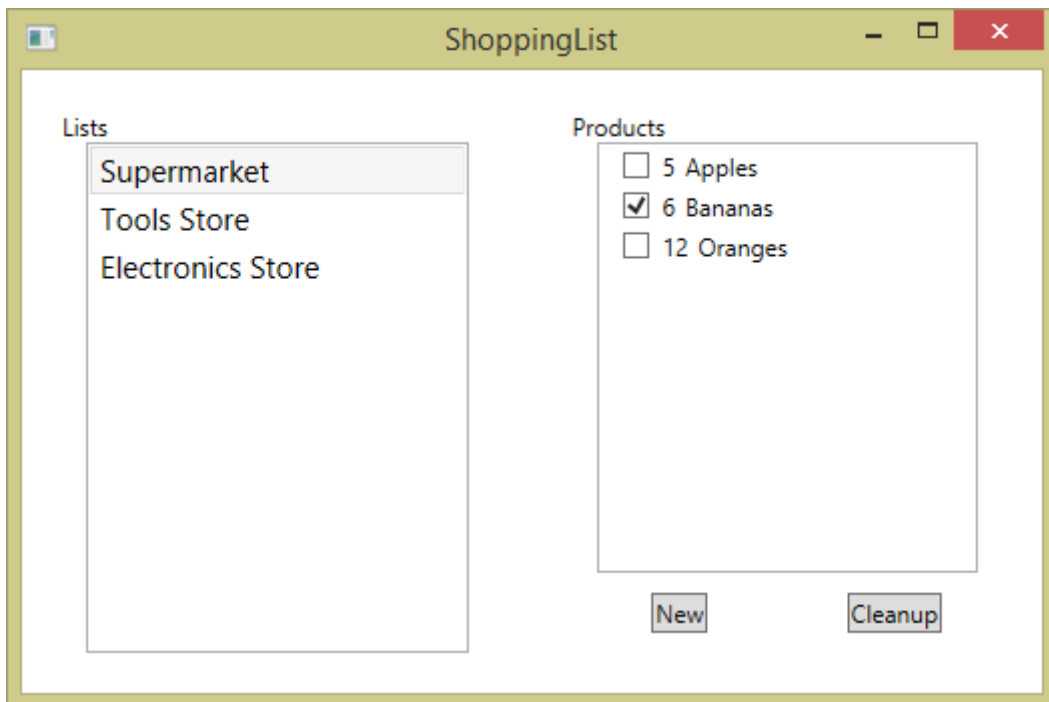 ShoppingList
Lists
Supermarket
Tools Store
Electronics Store
Products
5 Apples
6 Bananas
12 Oranges
New
Cleanup